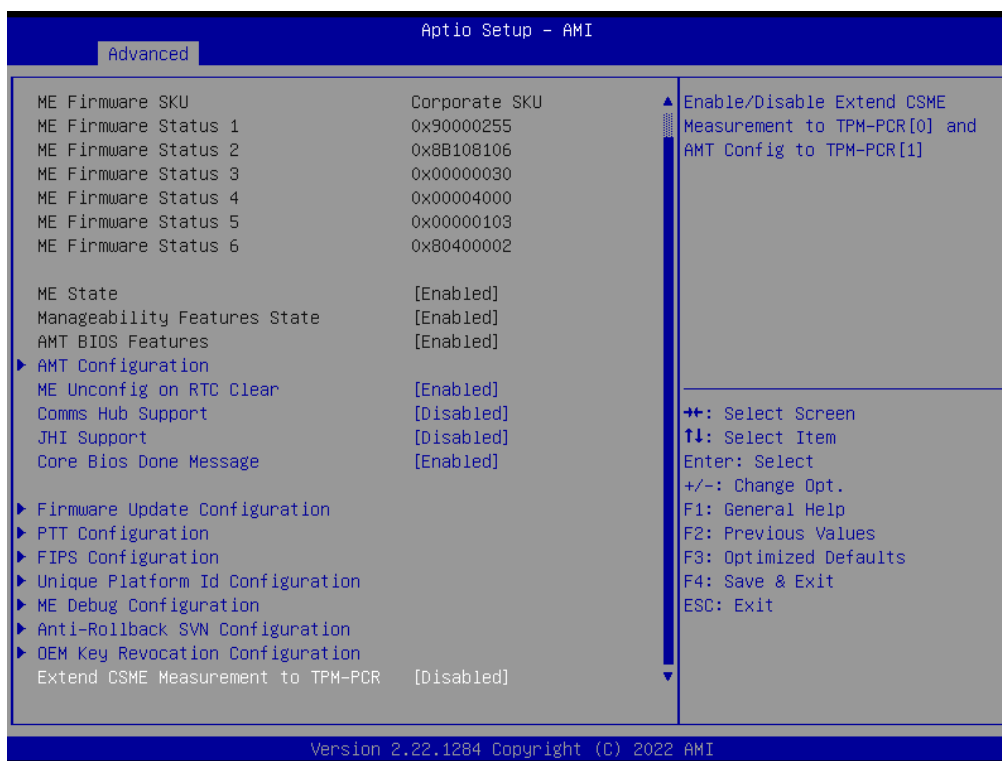 Aptio Setup – AMI
Advanced
ME Firmware SKU Corporate SKU
ME Firmware Status 1 0x90000255
ME Firmware Status 2 0x8B108106
ME Firmware Status 3 0x00000030
ME Firmware Status 4 0x00004000
ME Firmware Status 5 0x00000103
ME Firmware Status 6 0x80400002
ME State [Enabled]
Manageability Features State [Enabled]
AMT BIOS Features [Enabled]
AMT Configuration
ME Unconfig on RTC Clear [Enabled]
Comms Hub Support [Disabled]
JHI Support [Disabled]
Core Bios Done Message [Enabled]
Firmware Update Configuration
PTT Configuration
FIPS Configuration
Unique Platform Id Configuration
ME Debug Configuration
Anti-Rollback SVN Configuration
OEM Key Revocation Configuration
Extend CSME Measurement to TPM-PCR [Disabled]
Enable/Disable Extend CSME
Measurement to TPM-PCR[0] and
AMT Config to TPM-PCR[1]
→←: Select Screen
↑↓: Select Item
Enter: Select
+/-: Change Opt.
F1: General Help
F2: Previous Values
F3: Optimized Defaults
F4: Save & Exit
ESC: Exit
Version 2.22.1284 Copyright (C) 2022 AMI